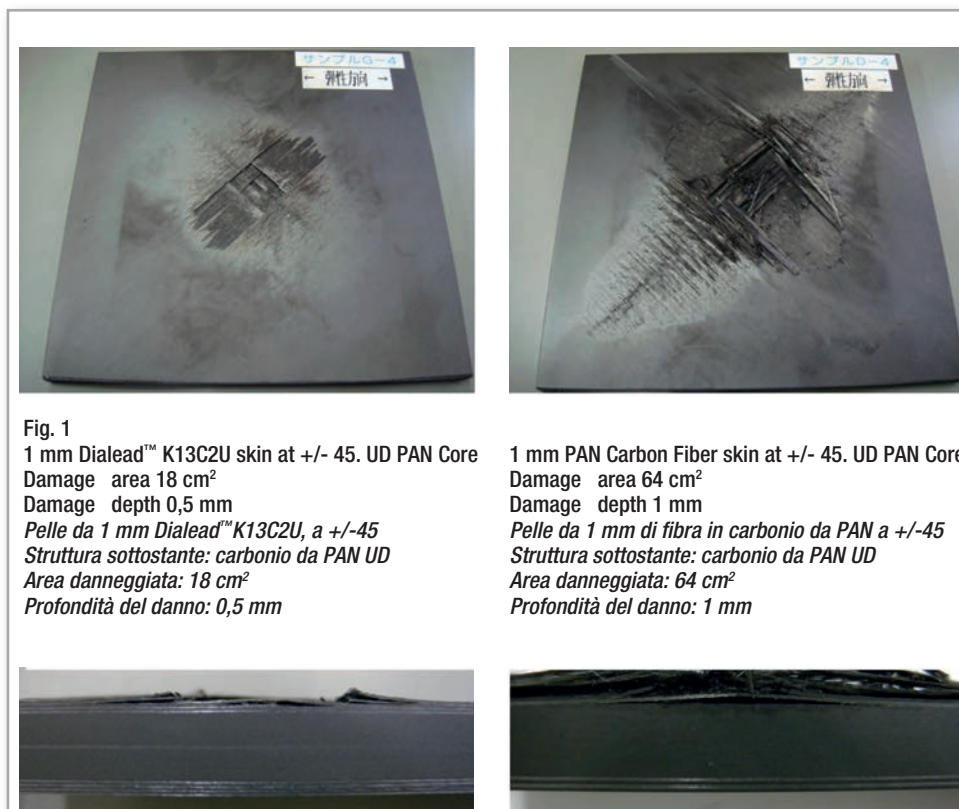 サンプルG-4
← 弾性方向 →
サンプルD-4
← 弾性方向 →
Fig. 1
1 mm Dialead™ K13C2U skin at +/- 45. UD PAN Core
Damage area 18 cm²
Damage depth 0,5 mm
Pelle da 1 mm Dialead™K13C2U, a +/-45
Struttura sottostante: carbonio da PAN UD
Area danneggiata: 18 cm²
Profondità del danno: 0,5 mm
1 mm PAN Carbon Fiber skin at +/- 45. UD PAN Core
Damage area 64 cm²
Damage depth 1 mm
Pelle da 1 mm di fibra in carbonio da PAN a +/-45
Struttura sottostante: carbonio da PAN UD
Area danneggiata: 64 cm²
Profondità del danno: 1 mm